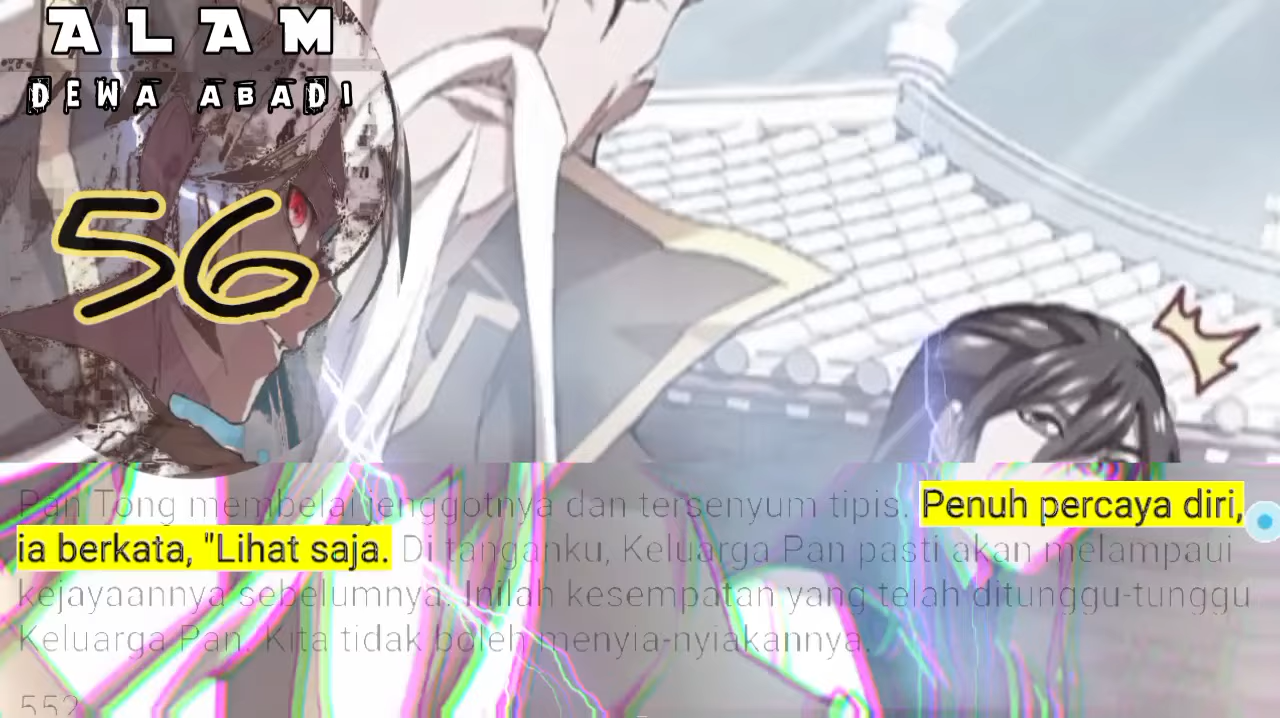 ALAM
DEWA ABADI
56
Pan Tong membelai jenggotnya dan tersenyum tipis. Penuh percaya diri,
ia berkata, "Lihat saja. Di tanganku, Keluarga Pan pasti akan melampaui
kejayaannya sebelumnya. Inilah kesempatan yang telah ditunggu-tunggu
Keluarga Pan. Kita tidak boleh menyia-nyiakannya.
552